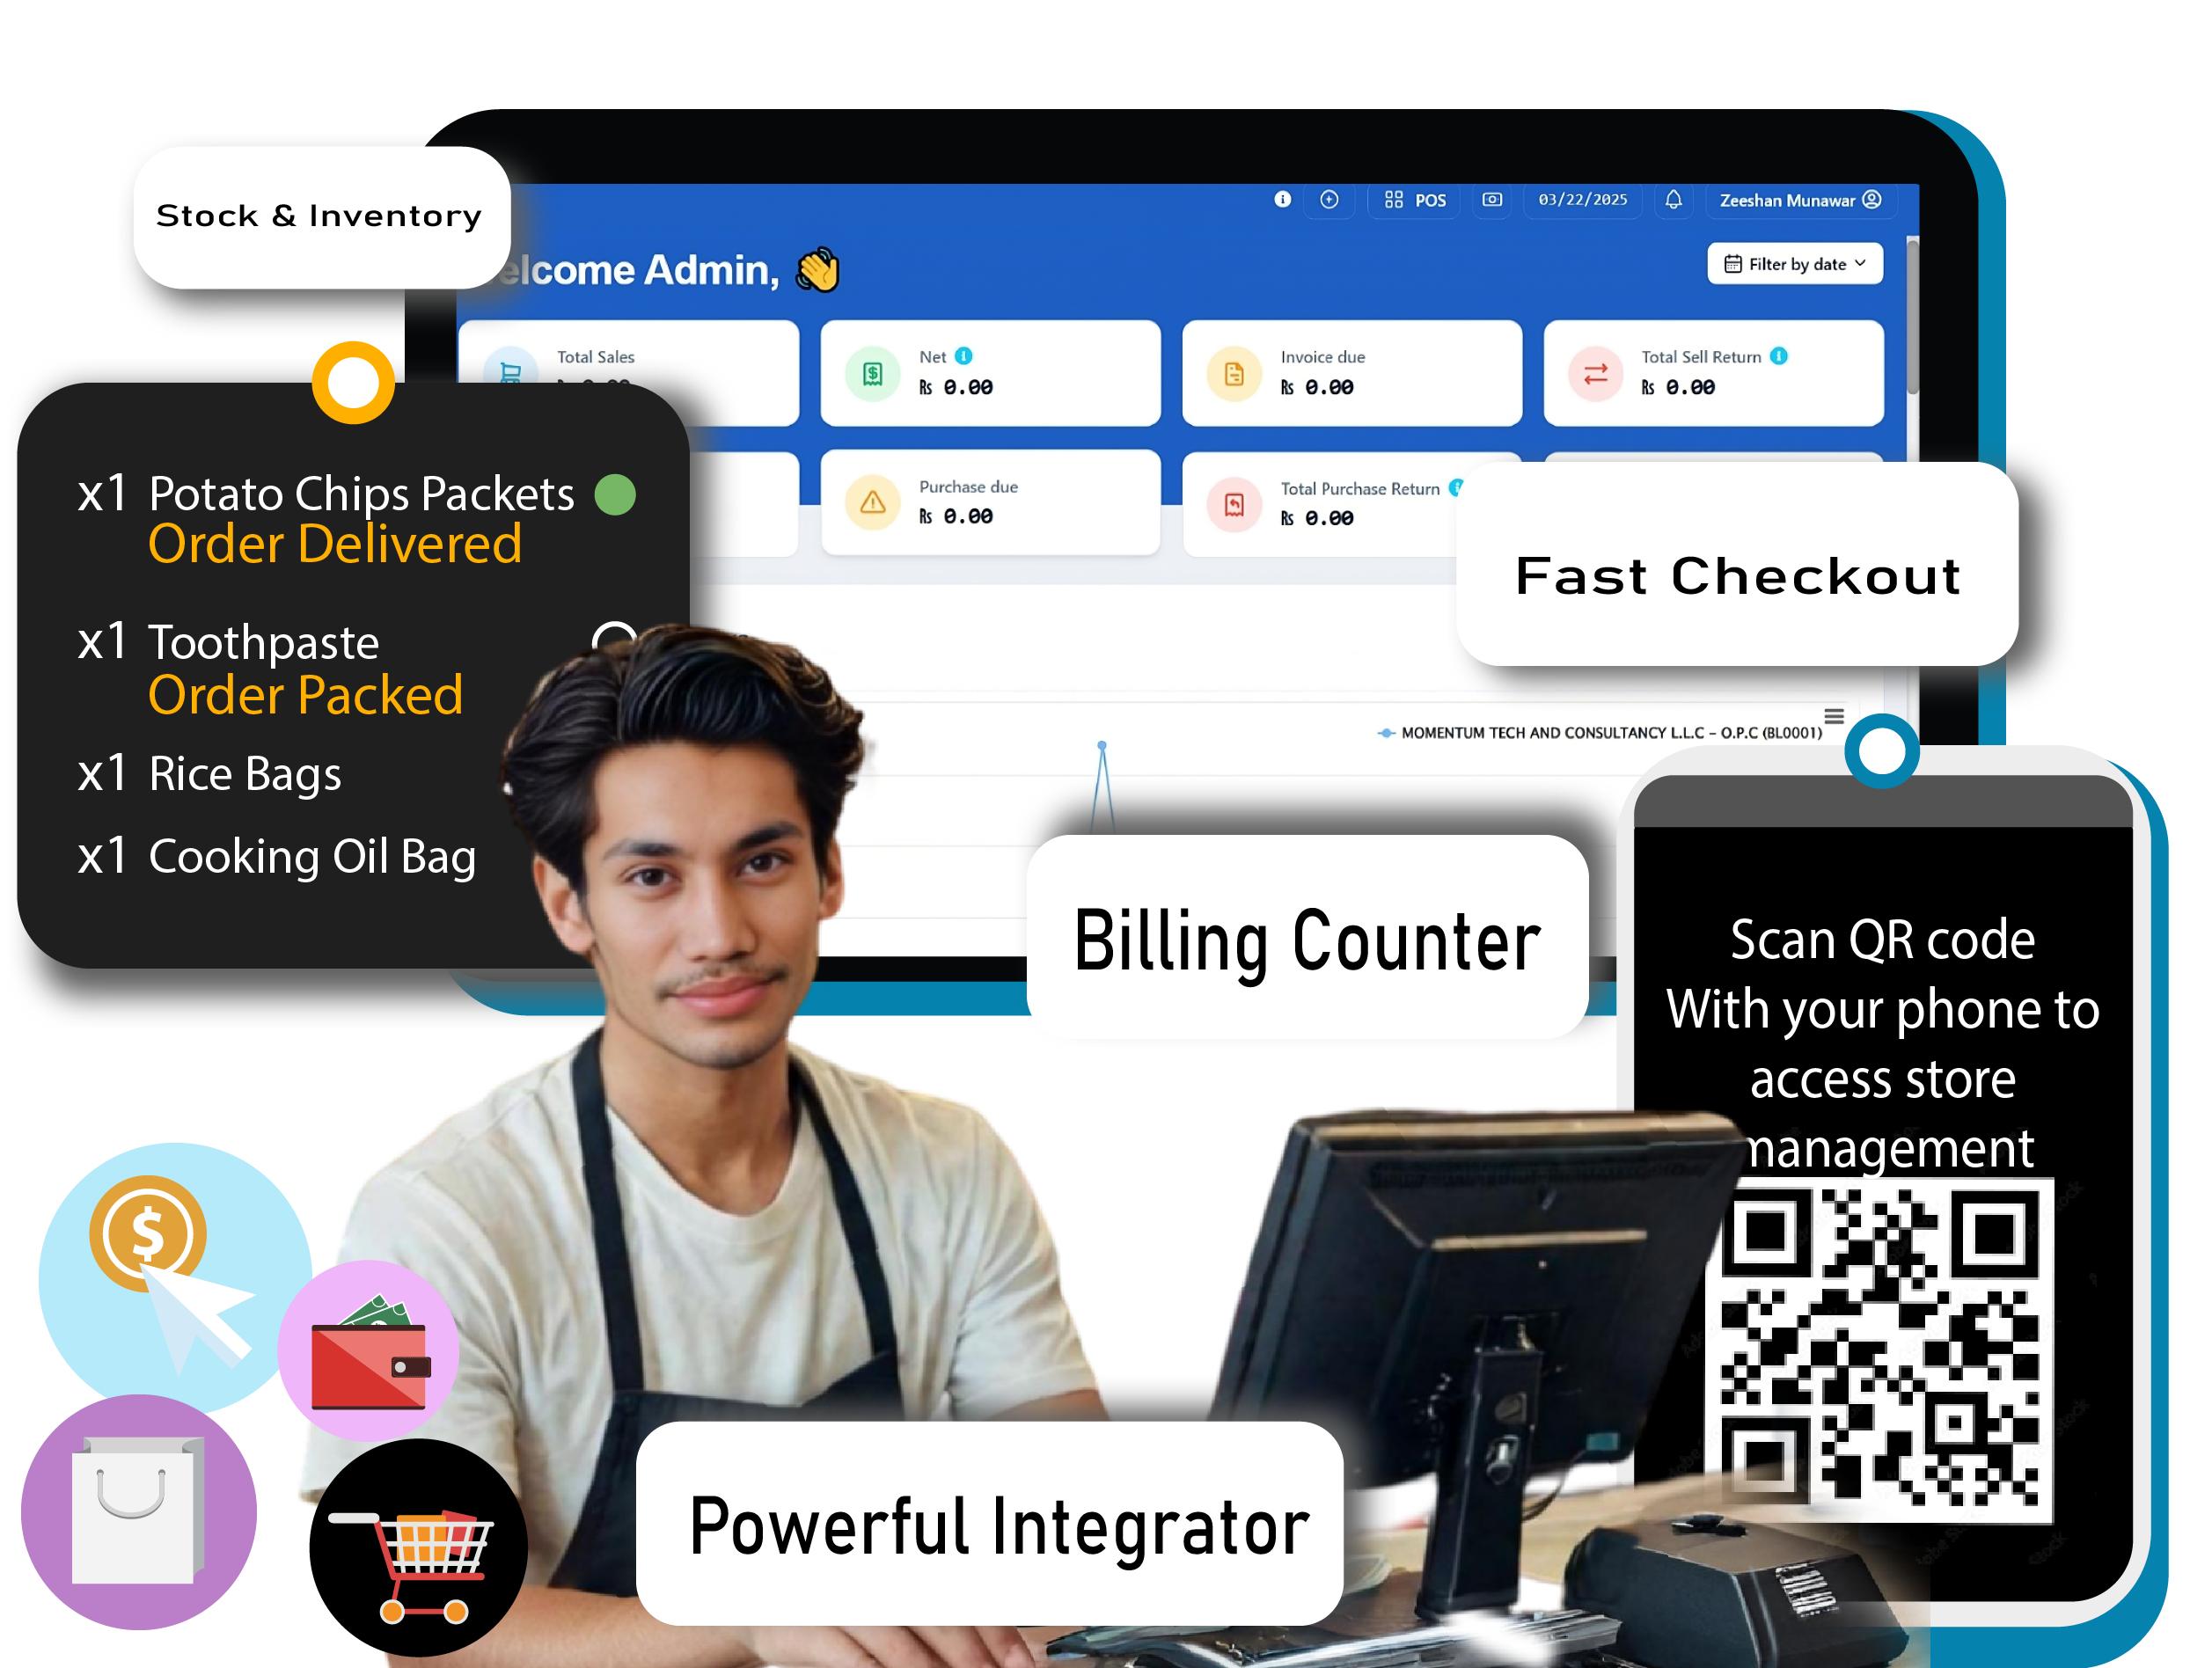 Stock & Inventory
POS
03/22/2025
Zeeshan Munawar
lcome Admin,
Filter by date
Total Sales
Net
Rs 0.00
Invoice due
Rs 0.00
Total Sell Return
Rs 0.00
Purchase due
Rs 0.00
Total Purchase Return
Rs 0.00
x1 Potato Chips Packets
Order Delivered
x1 Toothpaste
Order Packed
x1 Rice Bags
x1 Cooking Oil Bag
Fast Checkout
MOMENTUM TECH AND CONSULTANCY L.L.C – O.P.C (BL0001)
Billing Counter
Scan QR code
With your phone to
access store
management
Powerful Integrator